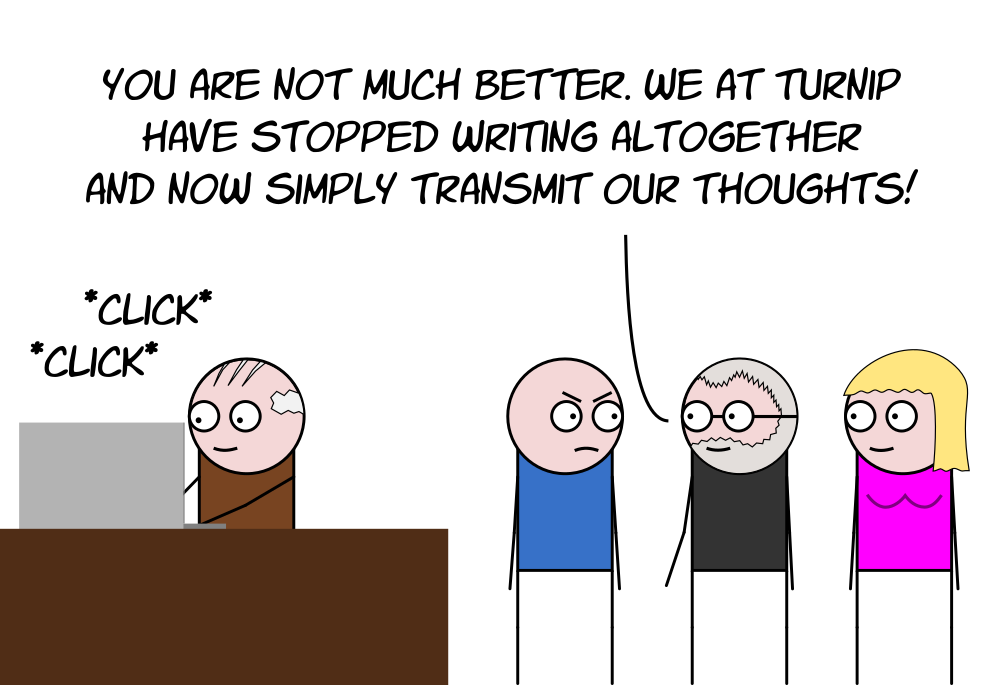 YOU ARE NOT MUCH BETTER. WE AT TURNIP
HAVE STOPPED WRITING ALTOGETHER
AND NOW SIMPLY TRANSMIT OUR THOUGHTS!
*CLICK*
*CLICK*